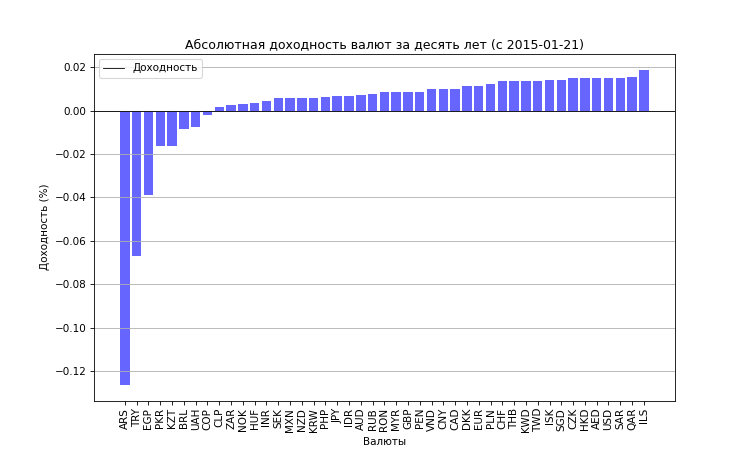 Абсолютная доходность валют за десять лет (с 2015-01-21)
Доходность
0.02
0.00
−0.02
−0.04
−0.06
−0.08
−0.10
−0.12
Доходность (%)
ARS
TRY
EGP
PKR
KZT
BRL
UAH
COP
CLP
ZAR
NOK
HUF
INR
SEK
MXN
NZD
KRW
PHP
JPY
IDR
AUD
RUB
RON
MYR
GBP
PEN
VND
CNY
CAD
DKK
EUR
PLN
CHF
THB
KWD
TWD
ISK
SGD
CZK
HKD
AED
USD
SAR
QAR
ILS
Валюты